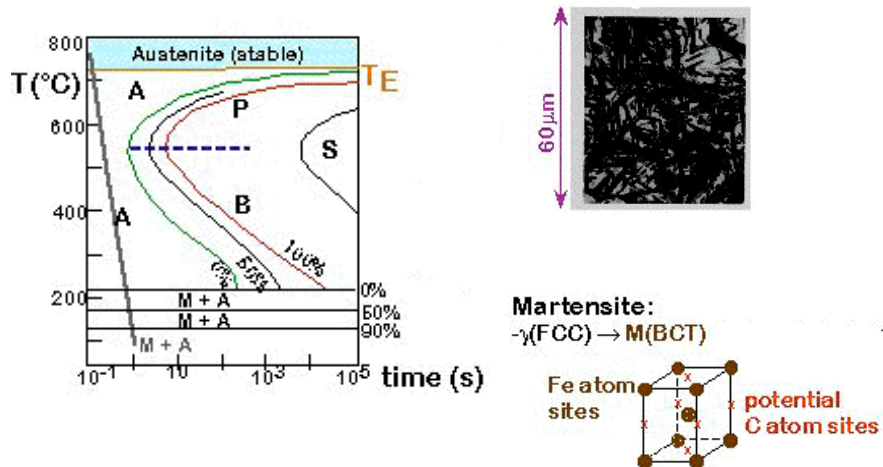 800
Austenite (stable)
T(°C)
TE
A
P
600
S
A
B
400
0%
50%
100%
200
M + A
0%
M + A
50%
90%
M + A
10-1
10
103
105
time (s)
60μm
Martensite:
-γ(FCC) → M(BCT)
Fe atom
sites
x
x
x
x
x
x
potential
C atom sites